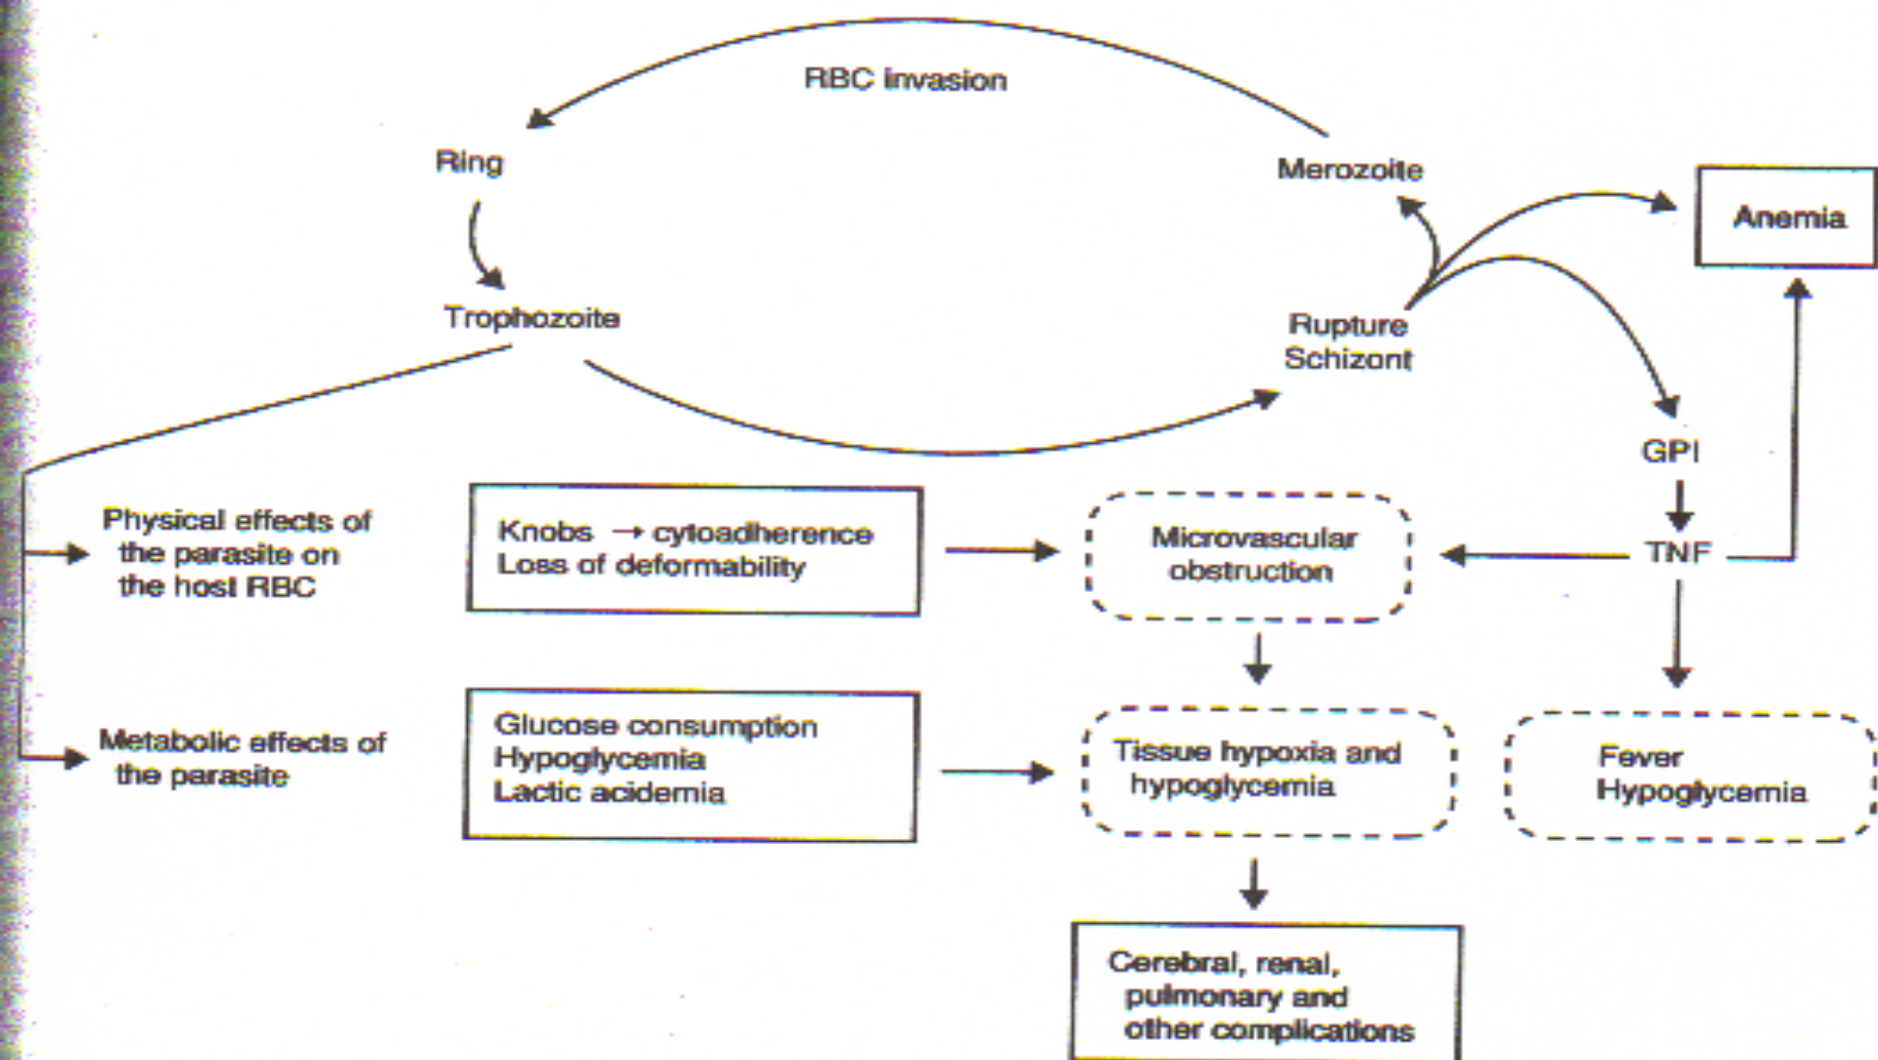 RBC invasion
Ring
Merozoite
Anemia
Trophozoite
Rupture
Schizont
GPI
TNF
Physical effects of
the parasite on
the host RBC
Knobs → cytoadherence
Loss of deformability
Microvascular
obstruction
Metabolic effects of
the parasite
Glucose consumption
Hypoglycemia
Lactic acidemia
Tissue hypoxia and
hypoglycemia
Fever
Hypoglycemia
Cerebral, renal,
pulmonary and
other complications